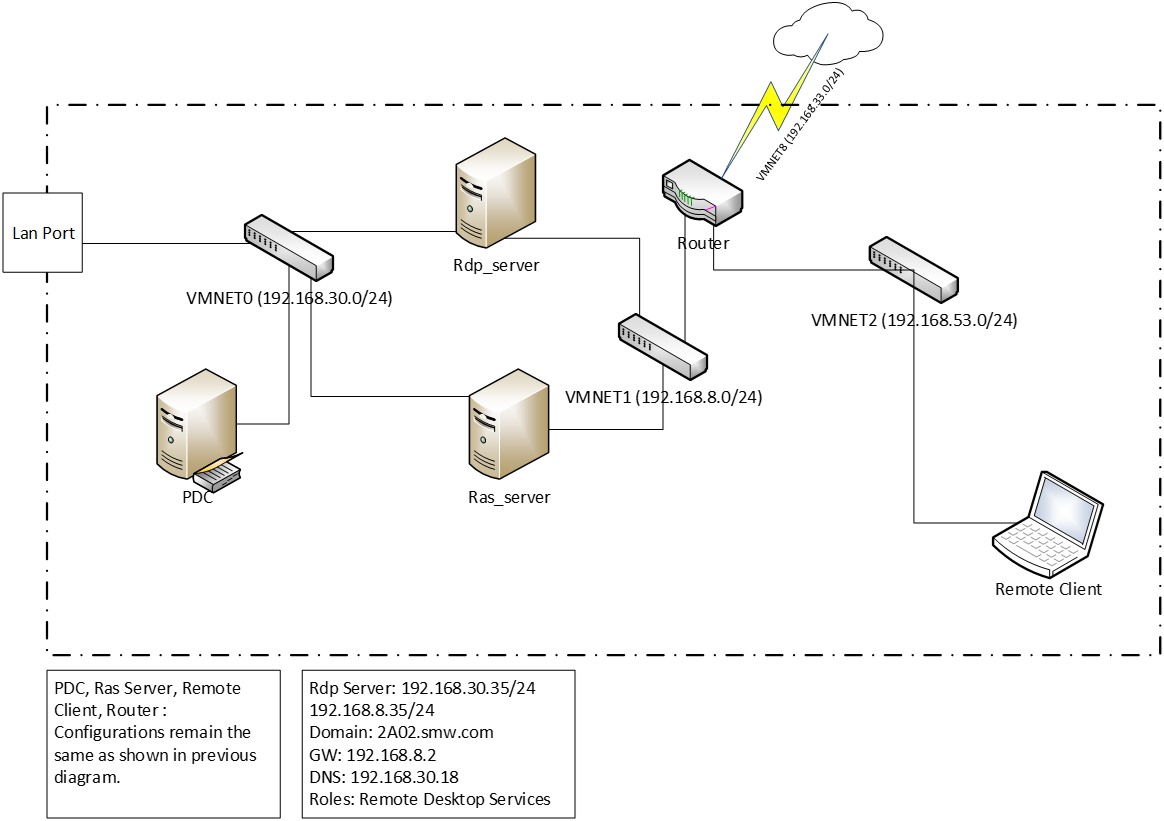 VMNET8 (192.168.33.0/24)
Lan Port
Router
Rdp_server
VMNET0 (192.168.30.0/24)
VMNET2 (192.168.53.0/24)
VMNET1 (192.168.8.0/24)
PDC
Ras_server
Remote Client
PDC, Ras Server, Remote
Client, Router :
Configurations remain the
same as shown in previous
diagram.
Rdp Server: 192.168.30.35/24
192.168.8.35/24
Domain: 2A02.smw.com
GW: 192.168.8.2
DNS: 192.168.30.18
Roles: Remote Desktop Services